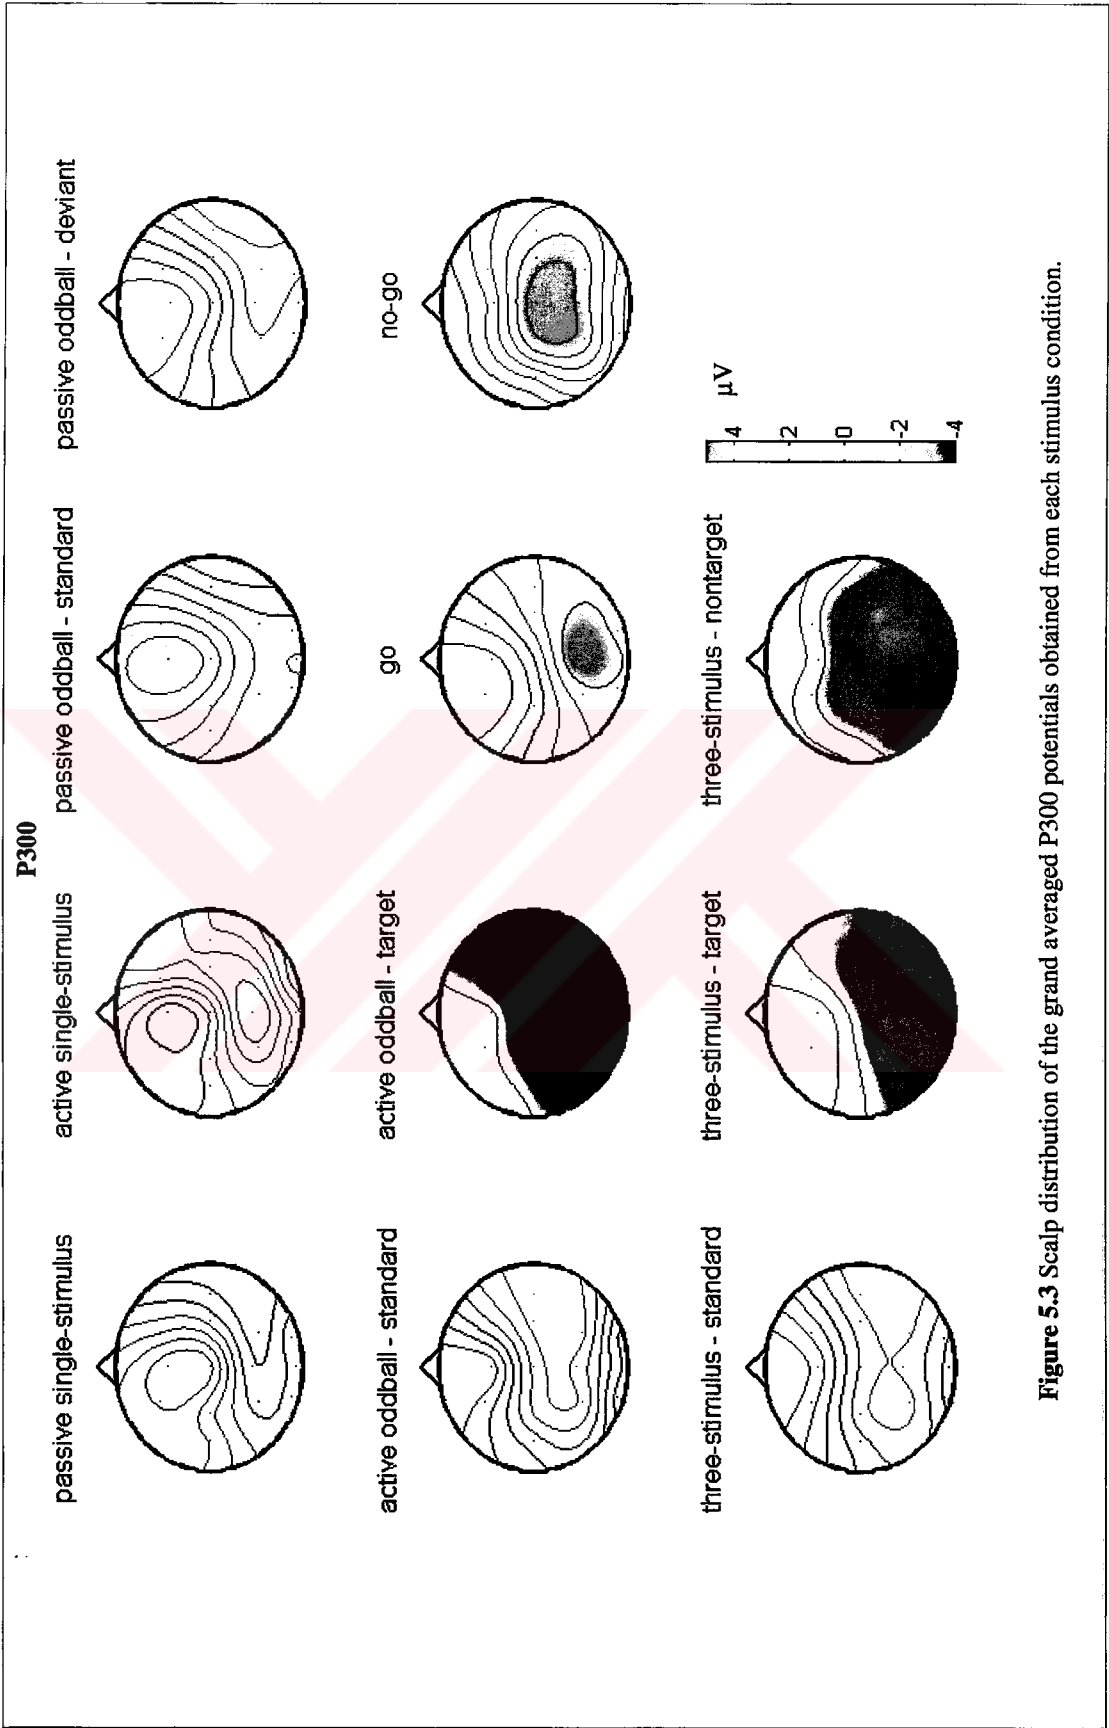 P300
passive single-stimulus
active single-stimulus
passive oddball - standard
passive oddball - deviant
active oddball - standard
active oddball - target
go
no-go
three-stimulus - standard
three-stimulus - target
three-stimulus - nontarget
µV
4
2
0
-2
-4
Figure 5.3 Scalp distribution of the grand averaged P300 potentials obtained from each stimulus condition.